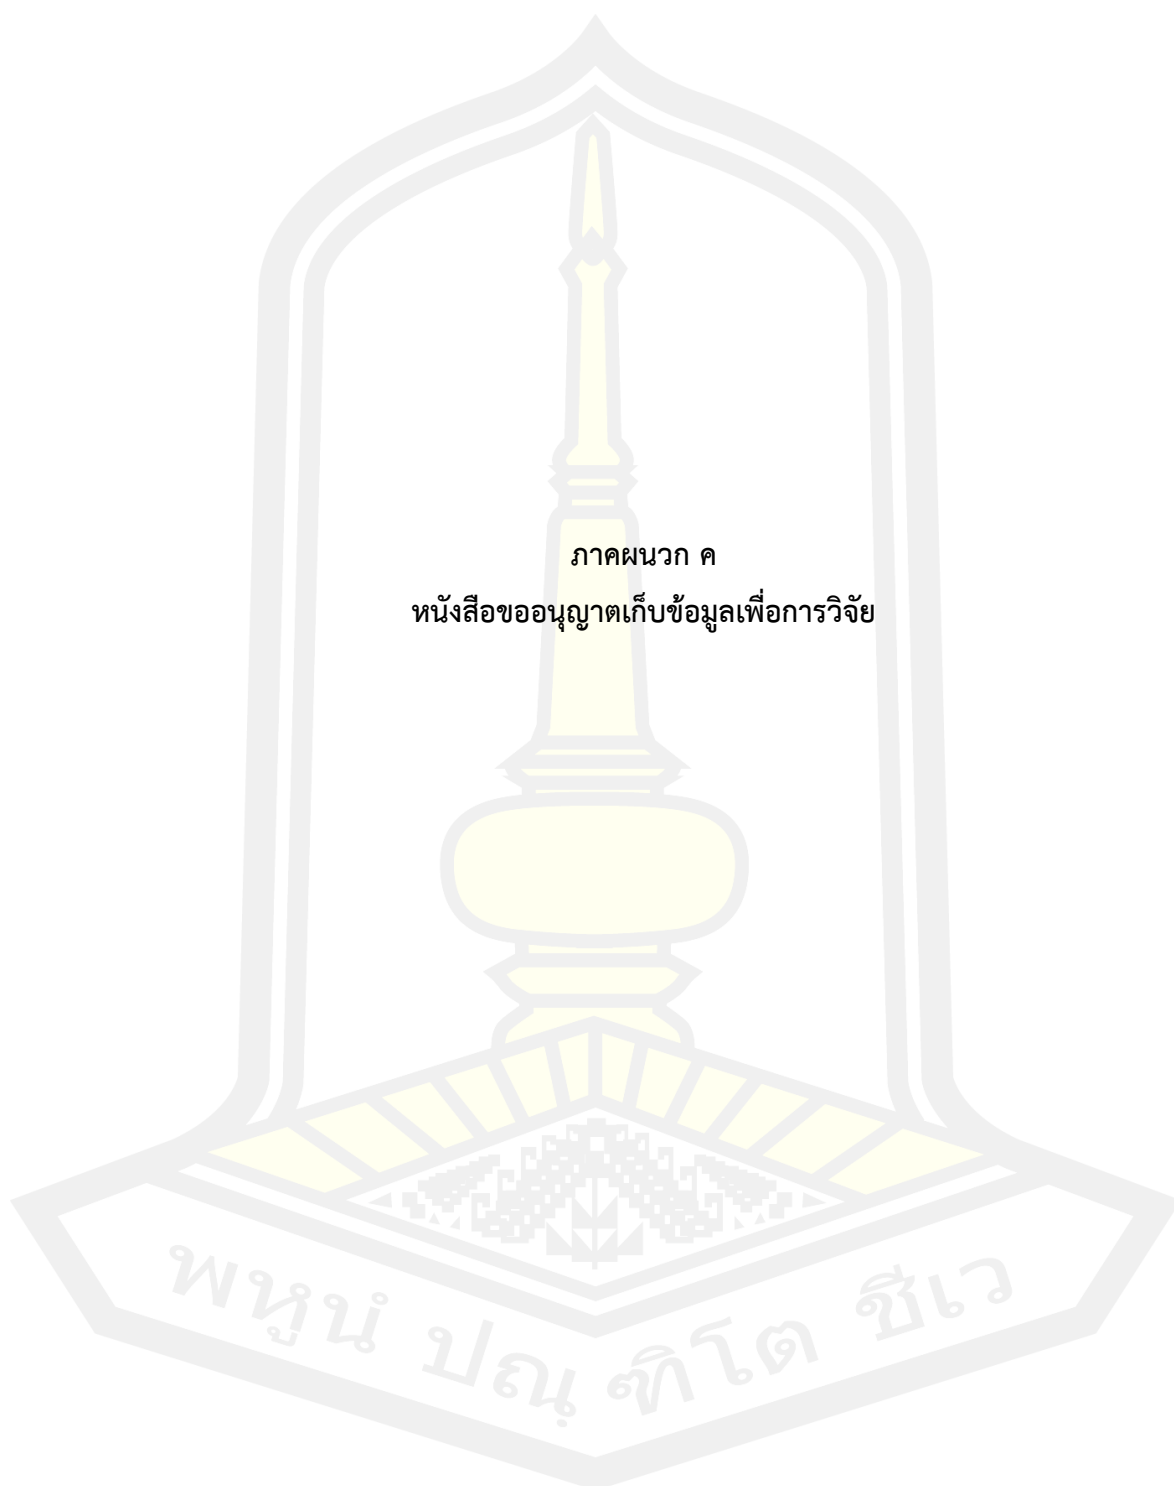 ภาคผนวก ค
หนังสือขออนุญาตเก็บข้อมูลเพื่อการวิจัย
พหูนํ ปณฺฑิโต ชีเว